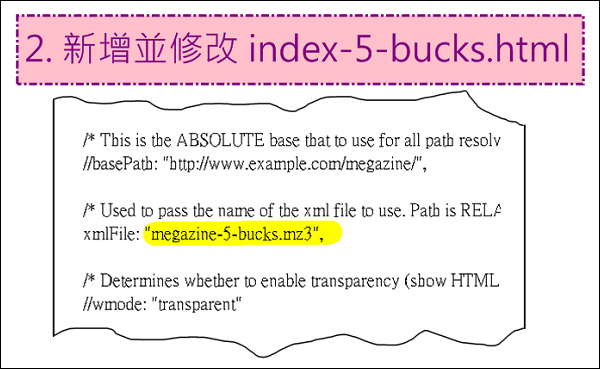 2. 新增並修改 index-5-bucks.html
/* This is the ABSOLUTE base that to use for all path resolv
//basePath: "http://www.example.com/megazine/",
/* Used to pass the name of the xml file to use. Path is RELA
xmlFile: "megazine-5-bucks.mz3",
/* Determines whether to enable transparency (show HTML
//wmode: "transparent"